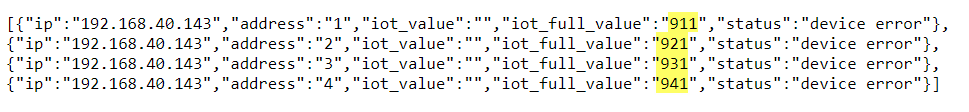 [{"ip":"192.168.40.143","address":"1","iot_value":"","iot_full_value":"911","status":"device error"},
{"ip":"192.168.40.143","address":"2","iot_value":"","iot_full_value":"921","status":"device error"},
{"ip":"192.168.40.143","address":"3","iot_value":"","iot_full_value":"931","status":"device error"},
{"ip":"192.168.40.143","address":"4","iot_value":"","iot_full_value":"941","status":"device error"}]